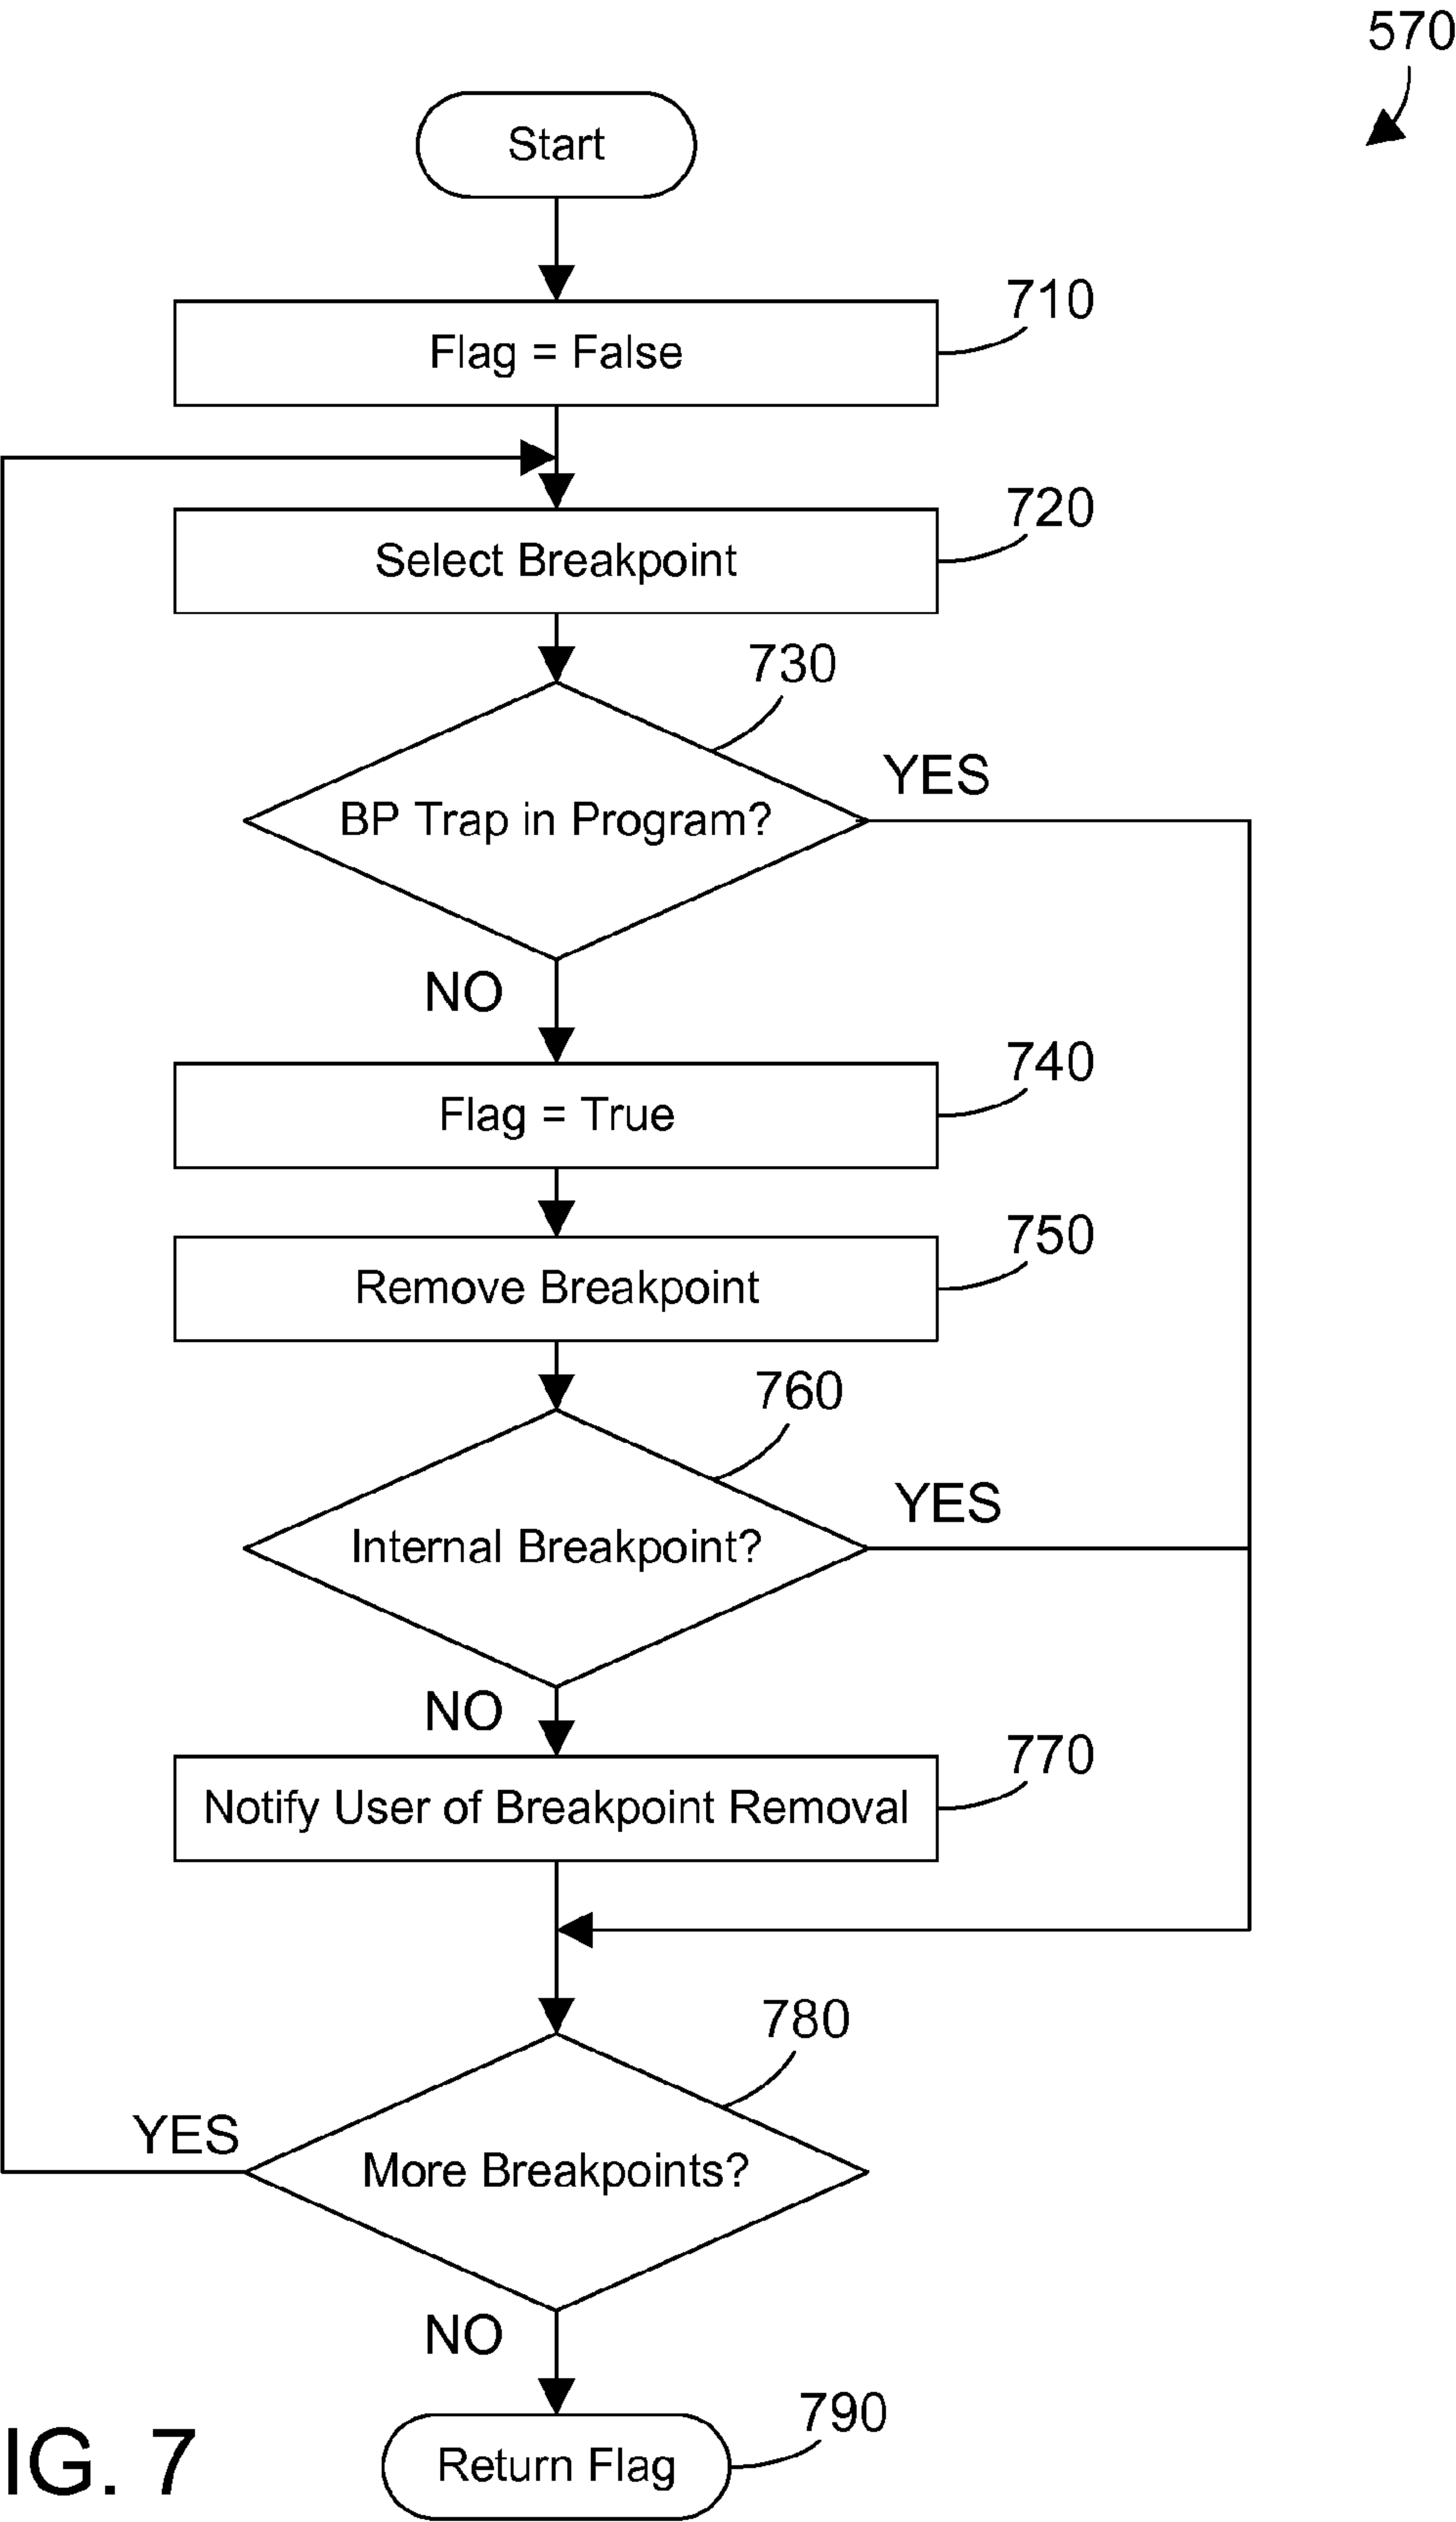 570
Start
710
Flag = False
720
Select Breakpoint
730
BP Trap in Program?
YES
NO
740
Flag = True
750
Remove Breakpoint
760
Internal Breakpoint?
YES
NO
770
Notify User of Breakpoint Removal
780
YES
More Breakpoints?
NO
790
Return Flag
IG. 7